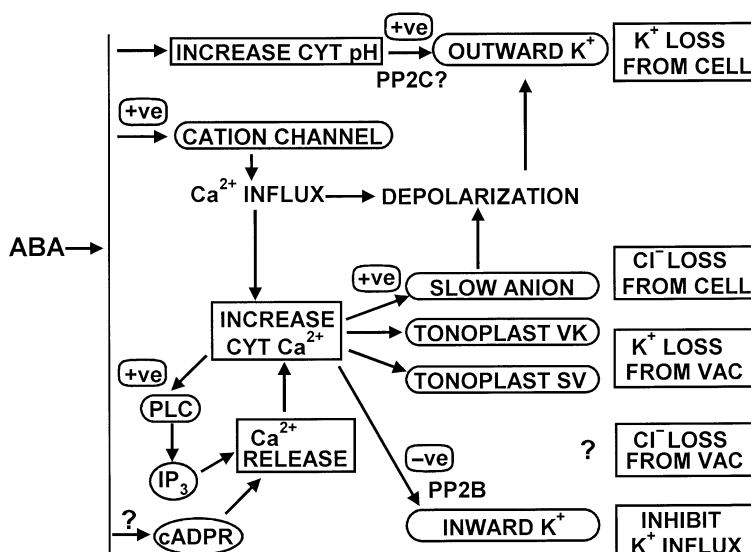 +ve
INCREASE CYT pH
PP2C?
OUTWARD K⁺
K⁺ LOSS
FROM CELL
+ve
CATION CHANNEL
Ca²⁺ INFLUX
DEPOLARIZATION
ABA
+ve
SLOW ANION
Cl⁻ LOSS
FROM CELL
INCREASE
CYT Ca²⁺
TONOPLAST VK
TONOPLAST SV
K⁺ LOSS
FROM VAC
+ve
PLC
IP₃
Ca²⁺
RELEASE
?
cADPR
–ve
PP2B
INWARD K⁺
?
Cl⁻ LOSS
FROM VAC
INHIBIT
K⁺ INFLUX